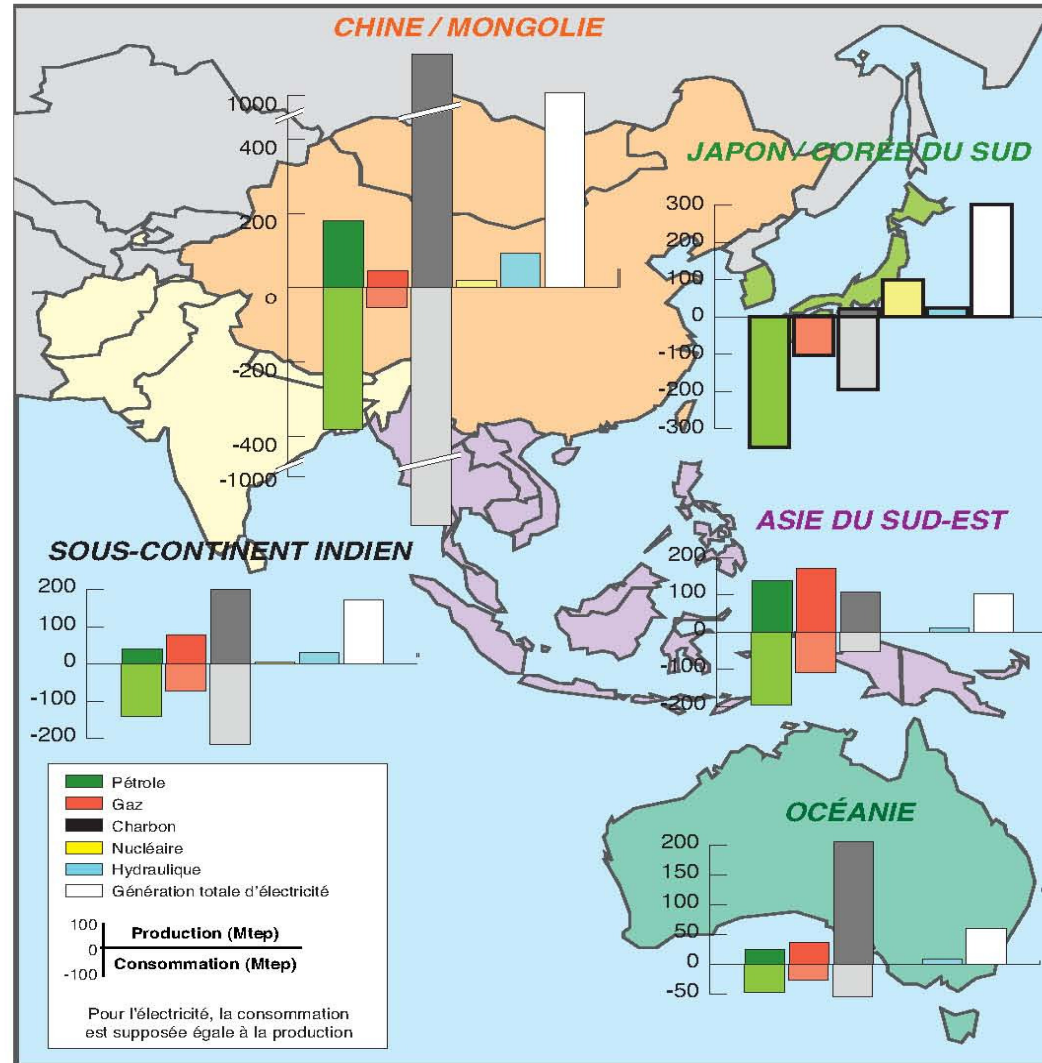 CHINE / MONGOLIE
1000
400
200
0
-200
-400
-1000
JAPON / CORÉE DU SUD
300
200
100
0
-100
-200
-300
ASIE DU SUD-EST
200
100
0
-100
-200
SOUS-CONTINENT INDIEN
200
100
0
-100
-200
OCÉANIE
200
150
100
50
0
-50
Pétrole
Gaz
Charbon
Nucléaire
Hydraulique
Génération totale d'électricité
100
Production (Mtep)
0
Consommation (Mtep)
-100
Pour l'électricité, la consommation
est supposée égale à la production